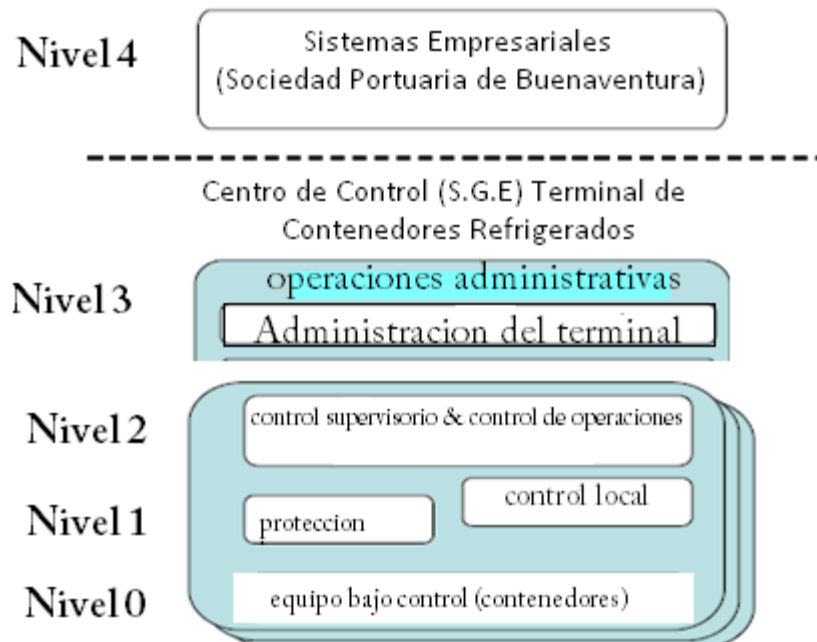 Nivel 4
Sistemas Empresariales
(Sociedad Portuaria de Buenaventura)
Centro de Control (S.G.E) Terminal de
Contenedores Refrigerados
Nivel 3
operaciones administrativas
Administracion del terminal
Nivel 2
control supervisorio & control de operaciones
Nivel 1
control local
proteccion
Nivel 0
equipo bajo control (contenedores)